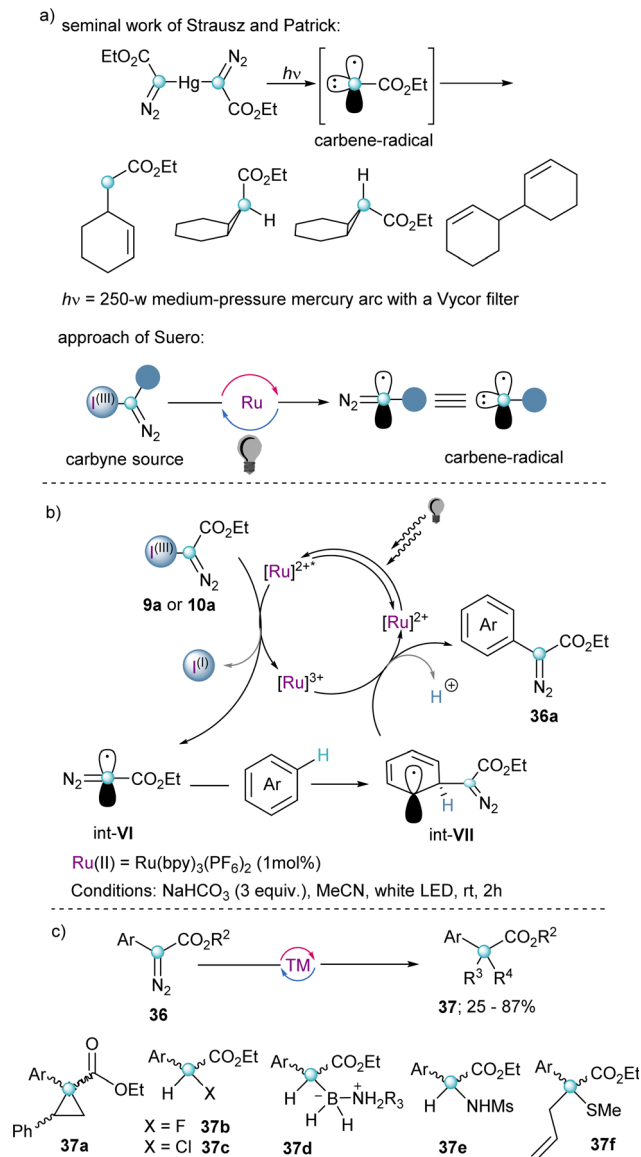 a)
seminal work of Strausz and Patrick:
EtO₂C
N₂
Hg
N₂
CO₂Et
hν
CO₂Et
carbene-radical
CO₂Et
CO₂Et
H
H
CO₂Et
hν = 250-w medium-pressure mercury arc with a Vycor filter
approach of Suero:
I(III)
N₂
Ru
N₂
carbyne source
carbene-radical
b)
I(III)
CO₂Et
N₂
9a or 10a
[Ru]²⁺*
[Ru]²⁺
I(I)
[Ru]³⁺
H ⊕
Ar
CO₂Et
N₂
36a
N₂
CO₂Et
int-VI
Ar
H
H
CO₂Et
N₂
int-VII
Ru(II) = Ru(bpy)₃(PF₆)₂ (1mol%)
Conditions: NaHCO₃ (3 equiv.), MeCN, white LED, rt, 2h
c)
Ar
CO₂R²
N₂
36
TM
Ar
CO₂R²
R³ R⁴
37; 25 - 87%
Ar
O
OEt
Ph
37a
Ar
CO₂Et
H
X
X = F 37b
X = Cl 37c
Ar
CO₂Et
H
B⁻
N⁺H₂R₃
H
H
37d
Ar
CO₂Et
H
NHMs
37e
Ar
CO₂Et
SMe
37f